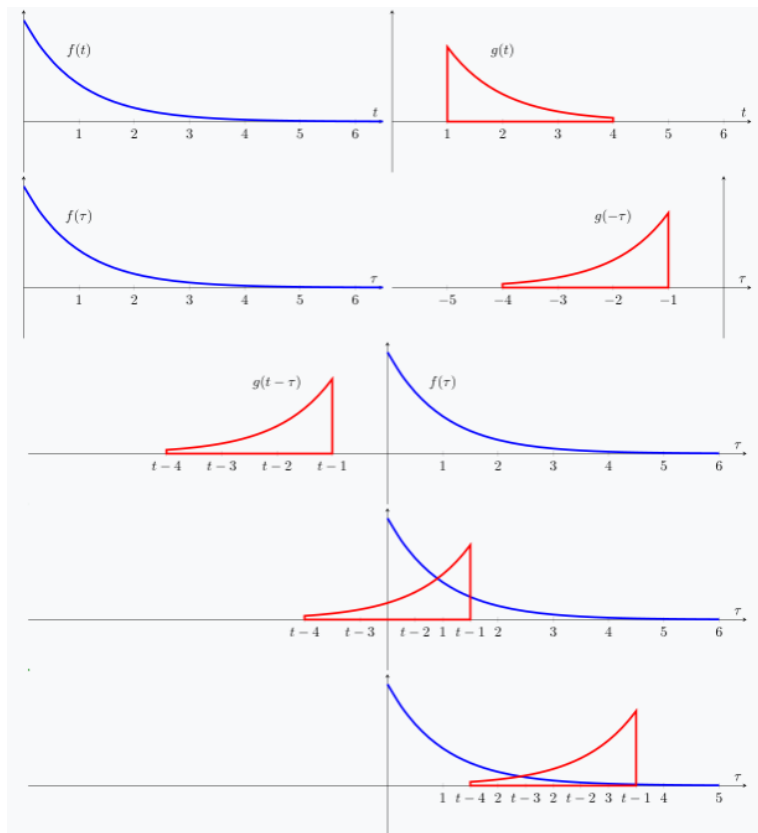 f(t) g(t)
t t
1 2 3 4 5 6 1 2 3 4 5 6
f(τ) g(−τ)
τ τ
1 2 3 4 5 6 −5 −4 −3 −2 −1
g(t − τ) f(τ)
τ
t − 4 t − 3 t − 2 t − 1 1 2 3 4 5 6
τ
t − 4 t − 3 t − 2 1 t − 1 2 3 4 5 6
τ
1 t − 4 2 t − 3 2 t − 2 3 t − 1 4 5